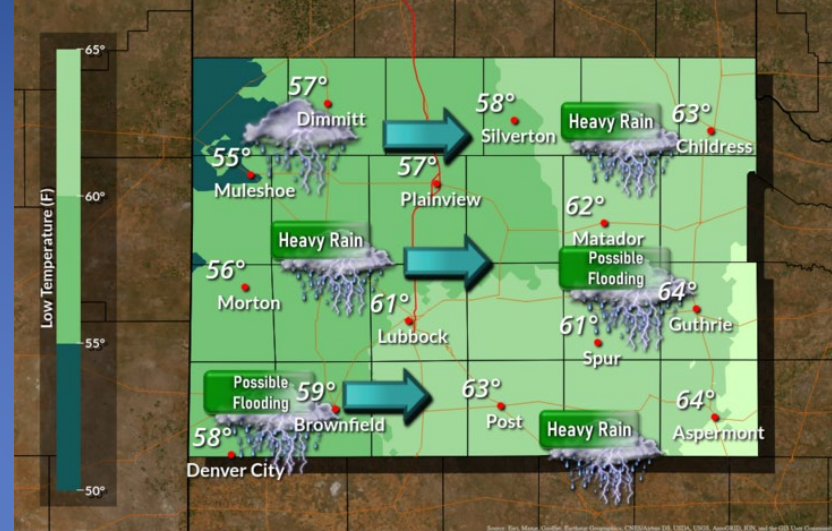 65°
60°
55°
50°
Low Temperature (F)
57°
Dimmitt
58°
Silverton
Heavy Rain
63°
Childress
55°
Muleshoe
57°
Plainview
62°
Matador
Heavy Rain
Possible
Flooding
56°
Morton
61°
Lubbock
64°
Guthrie
61°
Spur
Possible
Flooding
59°
Brownfield
63°
Post
64°
Aspermont
58°
Denver City
Heavy Rain